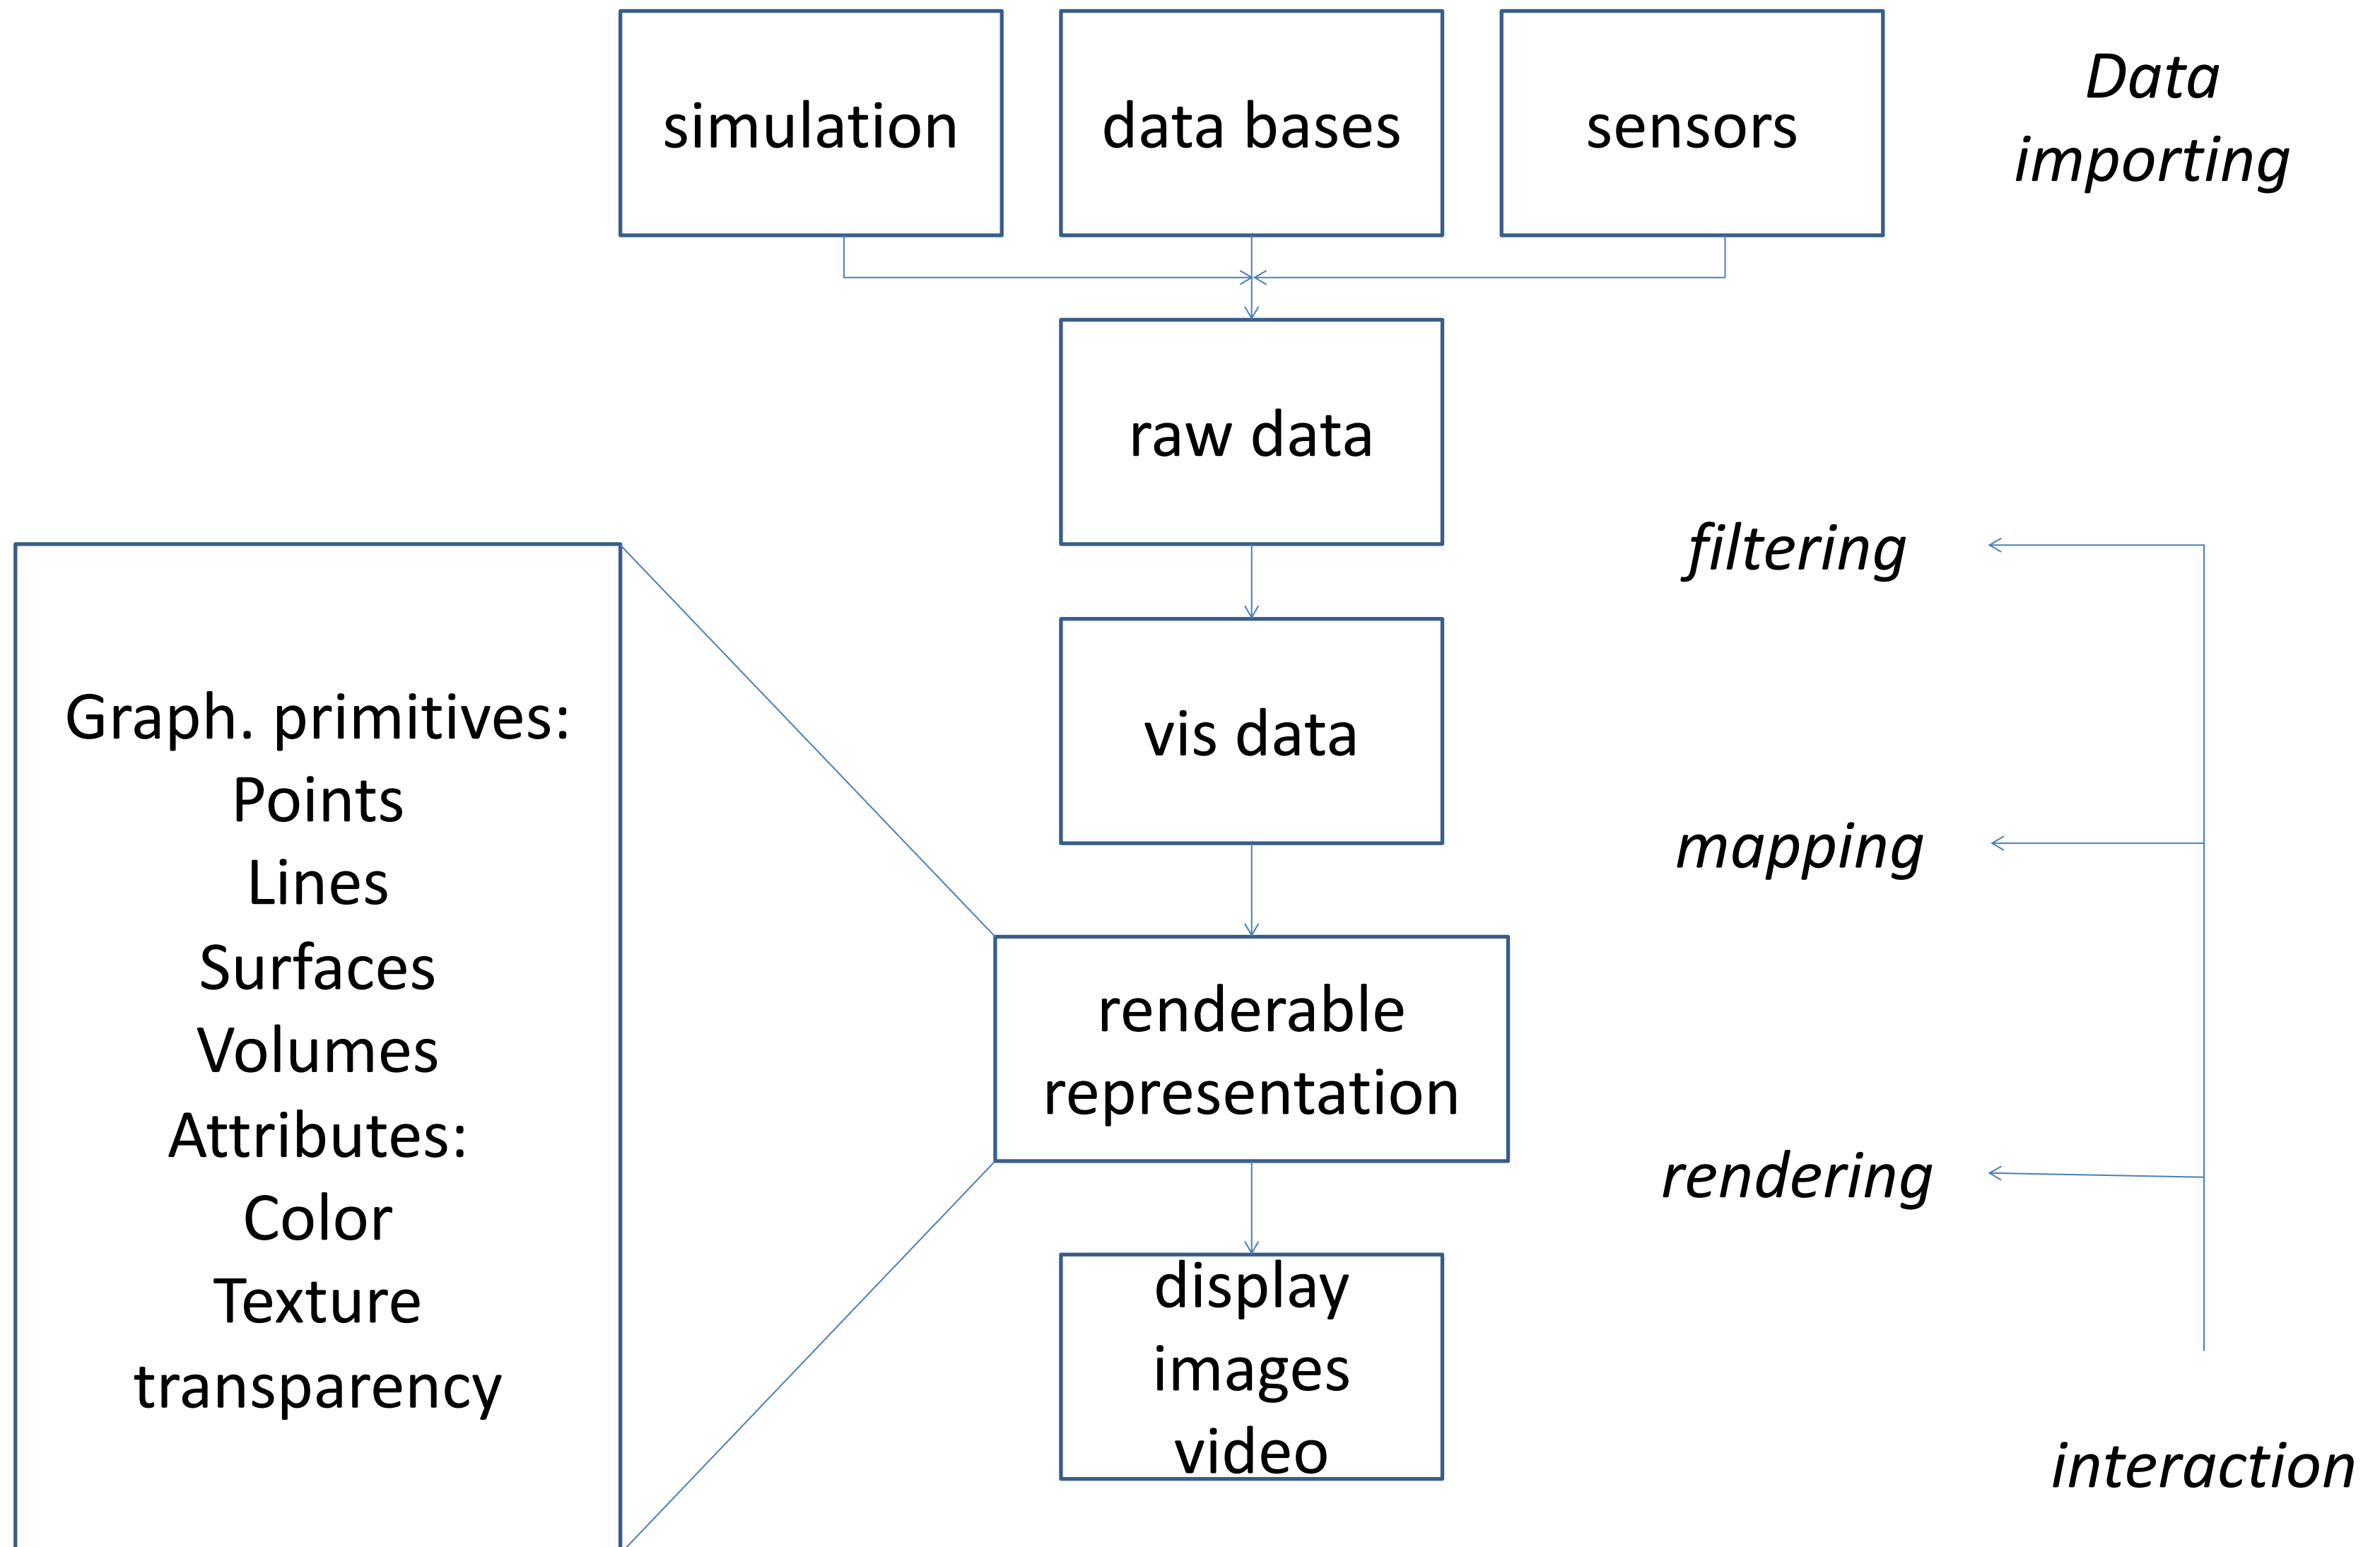 simulation
data bases
sensors
Data
importing
raw data
filtering
vis data
mapping
Graph. primitives:
Points
Lines
Surfaces
Volumes
Attributes:
Color
Texture
transparency
renderable
representation
rendering
display
images
video
interaction